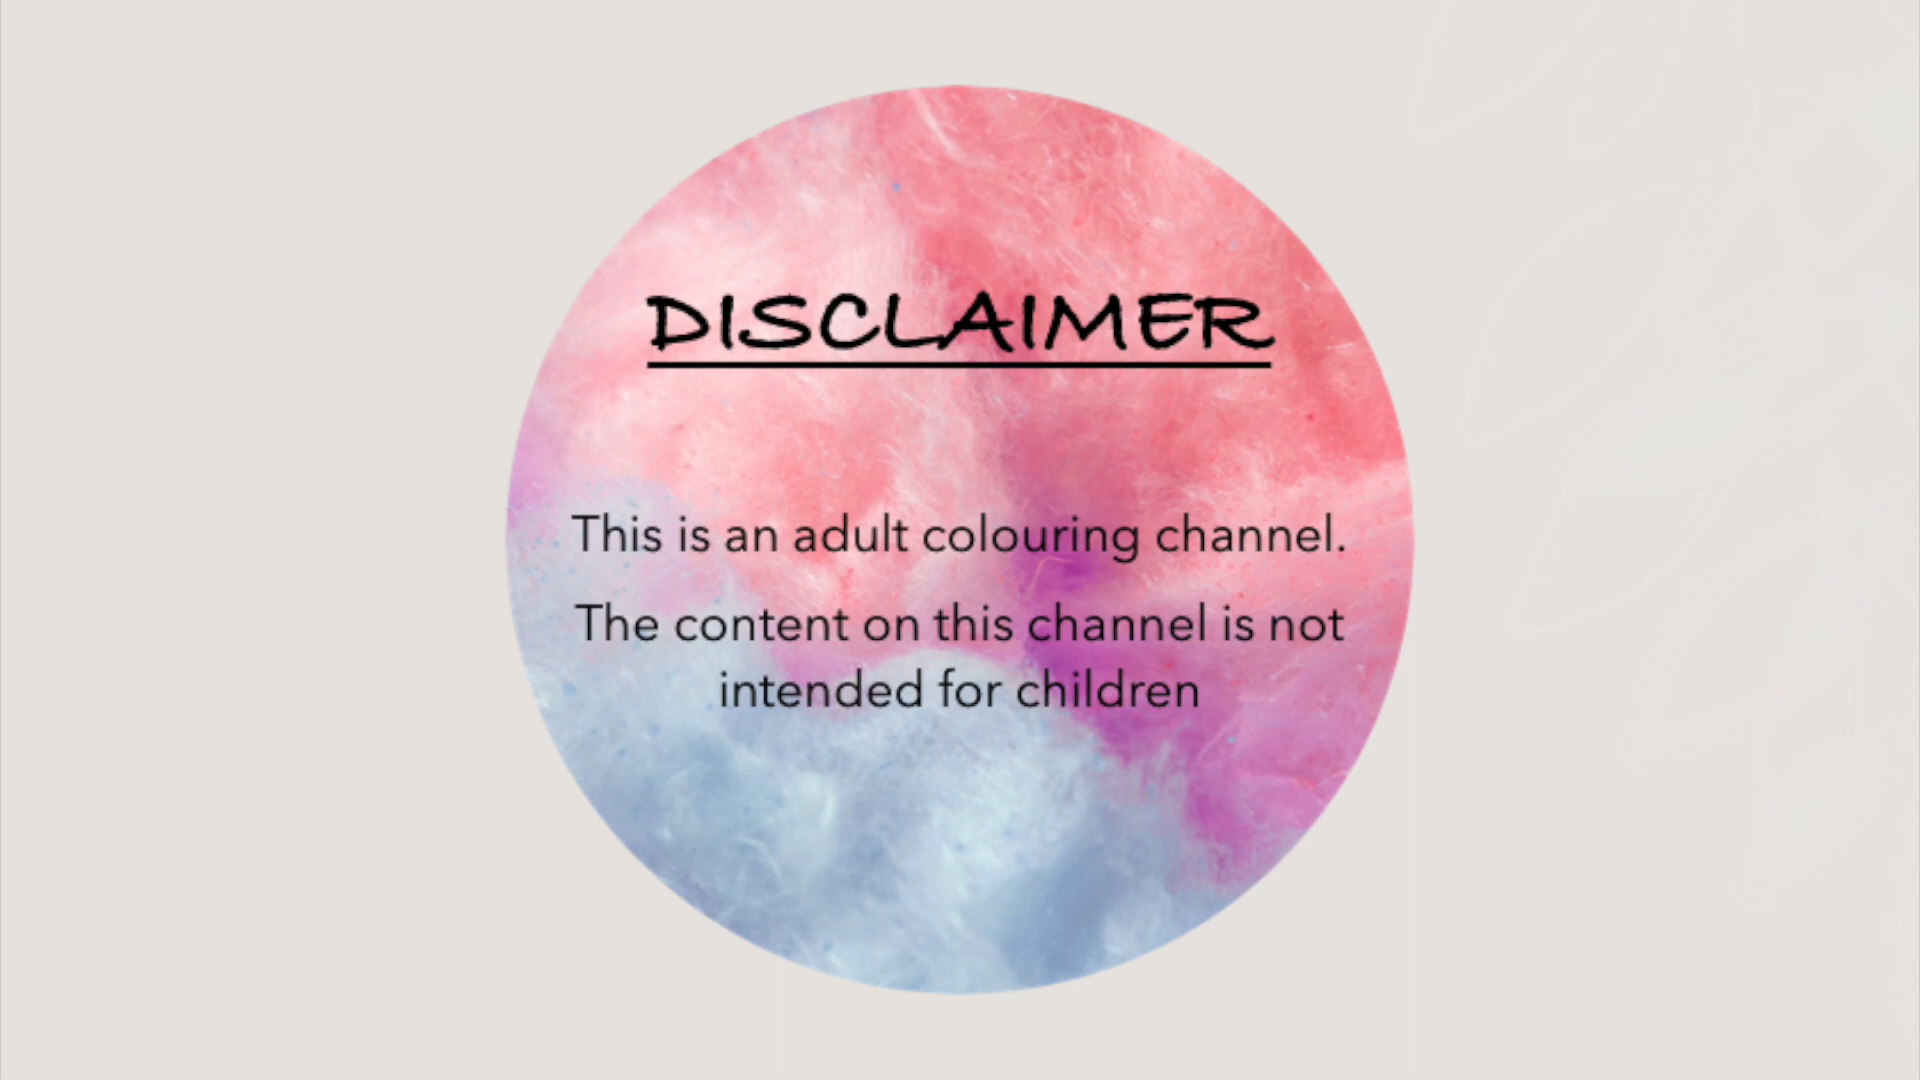 DISCLAIMER
This is an adult colouring channel.
The content on this channel is not
intended for children